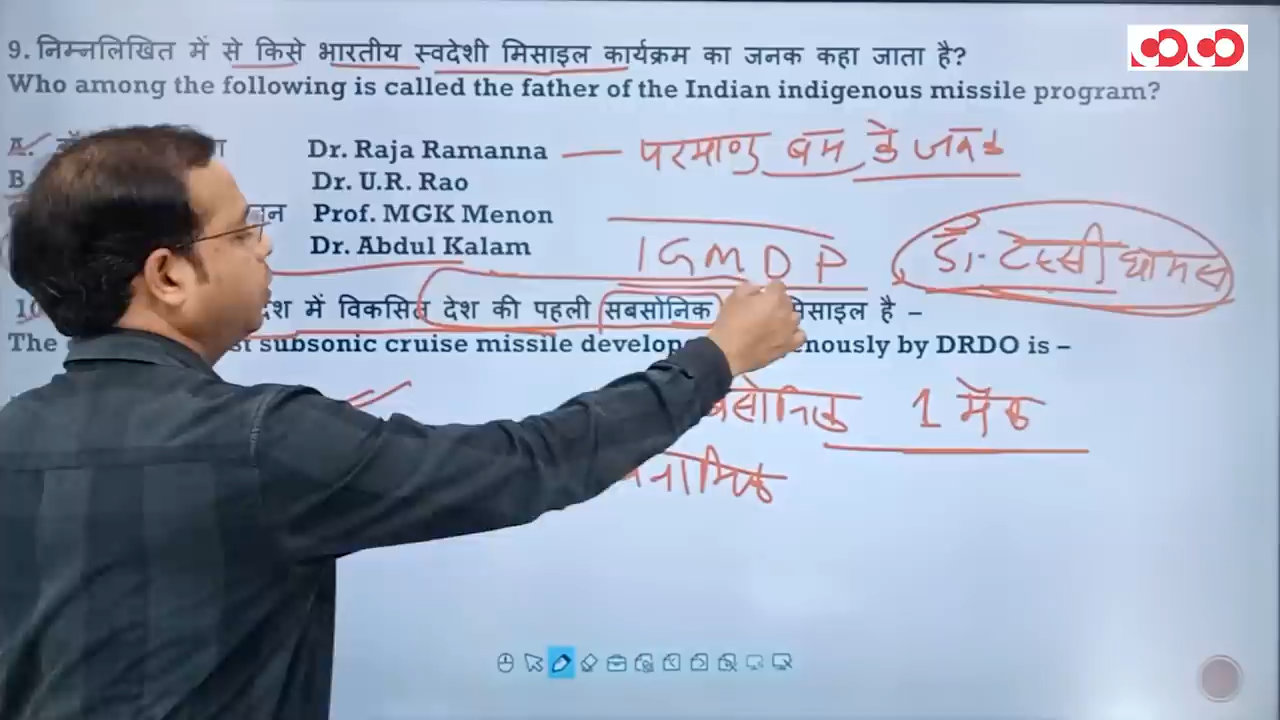 9. निम्नलिखित में से किसे भारतीय स्वदेशी मिसाइल कार्यक्रम का जनक कहा जाता है?
Who among the following is called the father of the Indian indigenous missile program?
A. Dr. Raja Ramanna — परमाणु बम के जनक
B Dr. U.R. Rao
Prof. MGK Menon
Dr. Abdul Kalam
IGMDP
डॉ. टेस्सी थॉमस
10 में विकसित देश की पहली सबसोनिक मिसाइल है –
The subsonic cruise missile by DRDO is –
1 मैक